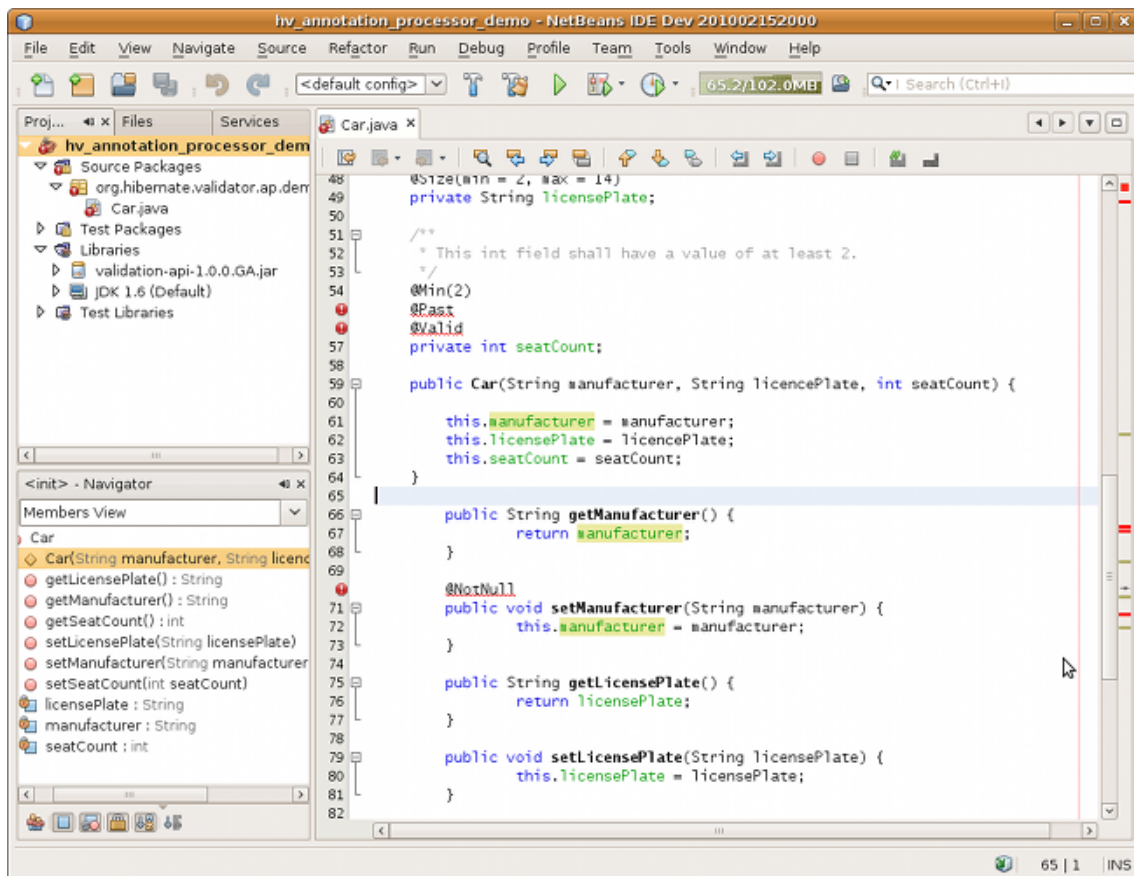 hv_annotation_processor_demo - NetBeans IDE Dev 201002152000
File Edit View Navigate Source Refactor Run Debug Profile Team Tools Window Help
<default config> 65.2/102.0MB Search (Ctrl+I)
Proj... Files Services
hv_annotation_processor_dem
Source Packages
org.hibernate.validator.ap.dem
Car.java
Test Packages
Libraries
validation-api-1.0.0.GA.jar
JDK 1.6 (Default)
Test Libraries
<init> - Navigator
Members View
Car
Car(String manufacturer, String licenc
getLicensePlate() : String
getManufacturer() : String
getSeatCount() : int
setLicensePlate(String licensePlate)
setManufacturer(String manufacturer
setSeatCount(int seatCount)
licensePlate : String
manufacturer : String
seatCount : int
Car.java
48 @Size(min = 2, max = 14)
49 private String licensePlate;
50
51 /**
52 * This int field shall have a value of at least 2.
53 */
54 @Min(2)
@Past
@Valid
57 private int seatCount;
58
59 public Car(String manufacturer, String licencePlate, int seatCount) {
60
61 this.manufacturer = manufacturer;
62 this.licensePlate = licencePlate;
63 this.seatCount = seatCount;
64 }
65
66 public String getManufacturer() {
67 return manufacturer;
68 }
69
@NotNull
71 public void setManufacturer(String manufacturer) {
72 this.manufacturer = manufacturer;
73 }
74
75 public String getLicensePlate() {
76 return licensePlate;
77 }
78
79 public void setLicensePlate(String licensePlate) {
80 this.licensePlate = licensePlate;
81 }
82
65 | 1 INS